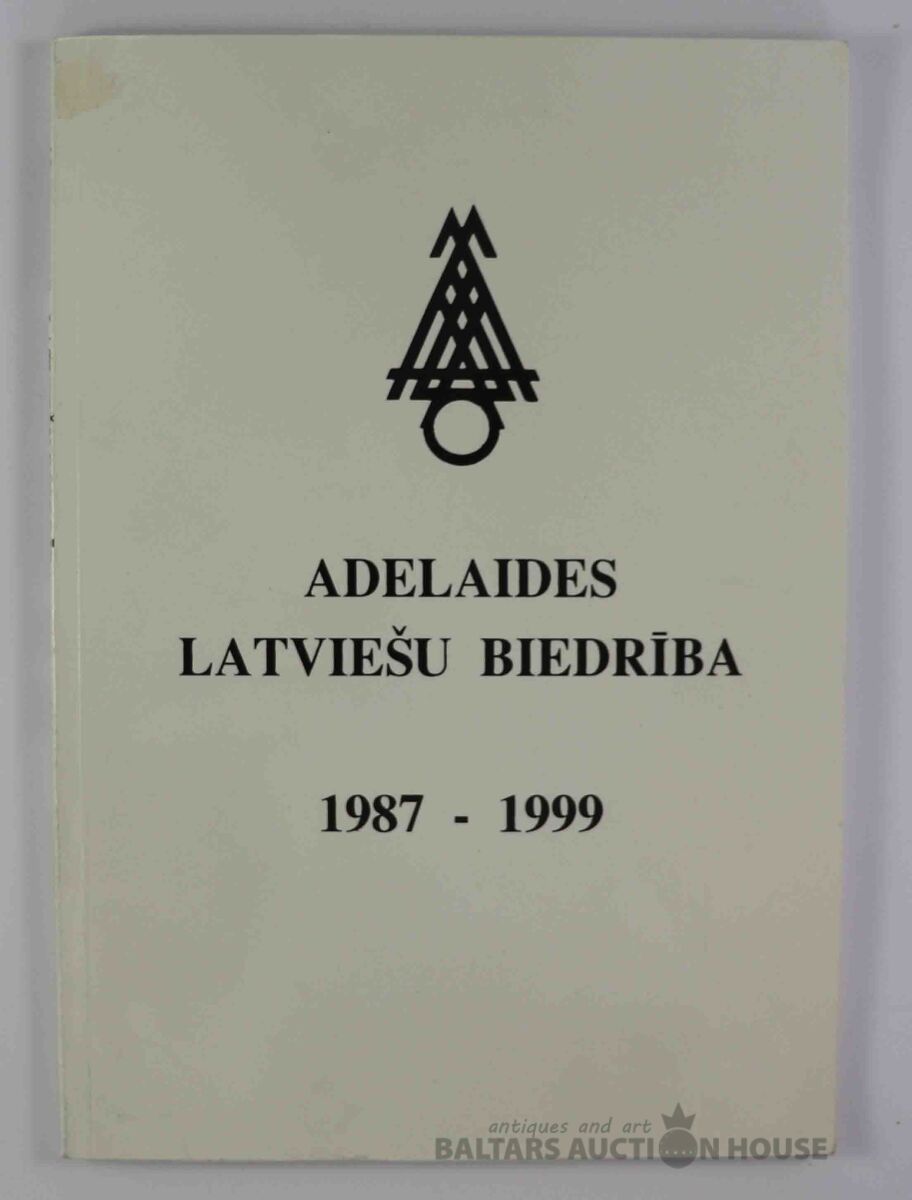 ADELAIDES
LATVIEŠU BIEDRĪBA
1987 - 1999
antiques and art
BALTARS AUCTION HOUSE